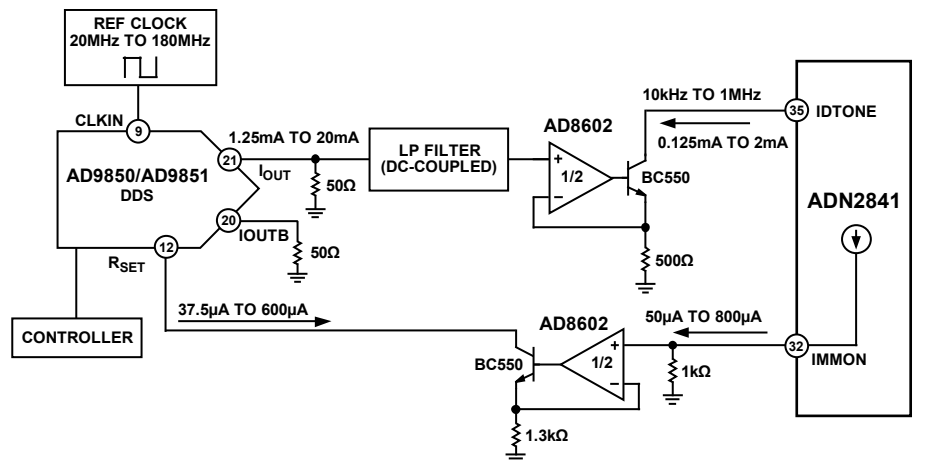 REF CLOCK
20MHz TO 180MHz
CLKIN
9
1.25mA TO 20mA
21
IOUT
50Ω
LP FILTER
(DC-COUPLED)
AD9850/AD9851
DDS
20
IOUTB
50Ω
12
RSET
CONTROLLER
AD8602
+
1/2
–
BC550
500Ω
10kHz TO 1MHz
0.125mA TO 2mA
35
IDTONE
ADN2841
37.5µA TO 600µA
AD8602
BC550
+
1/2
–
1.3kΩ
50µA TO 800µA
1kΩ
32
IMMON